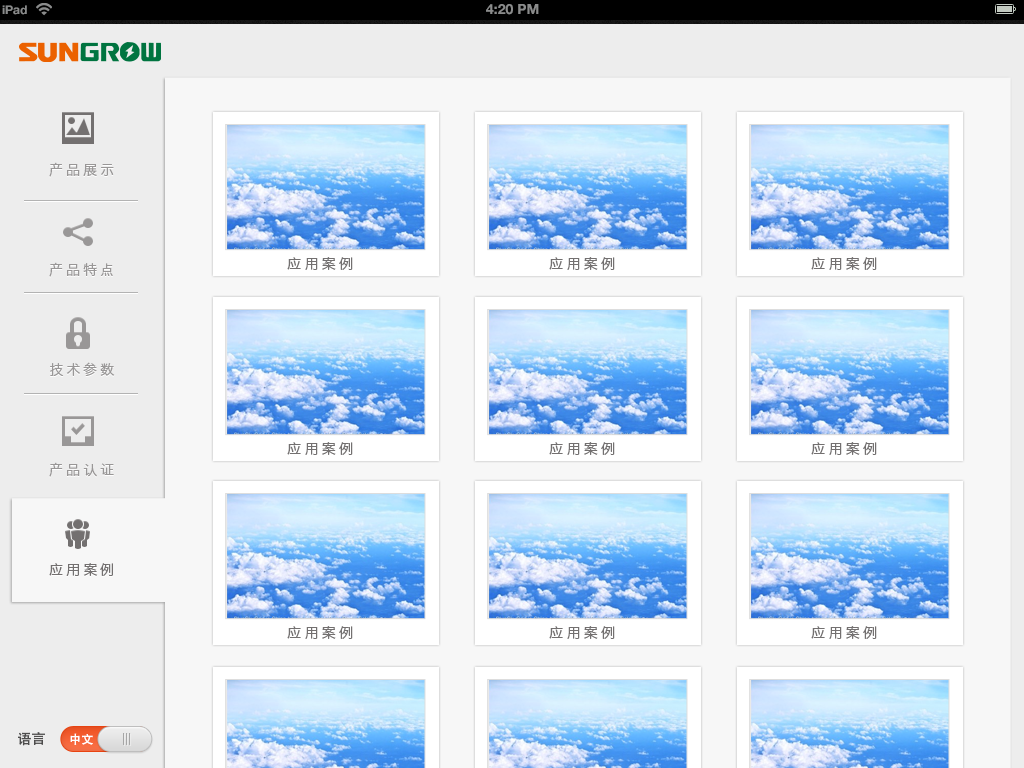 iPad
4:20 PM
SUNGROW
产品展示
产品特点
技术参数
产品认证
应用案例
语言 中文
应用案例 应用案例 应用案例
应用案例 应用案例 应用案例
应用案例 应用案例 应用案例